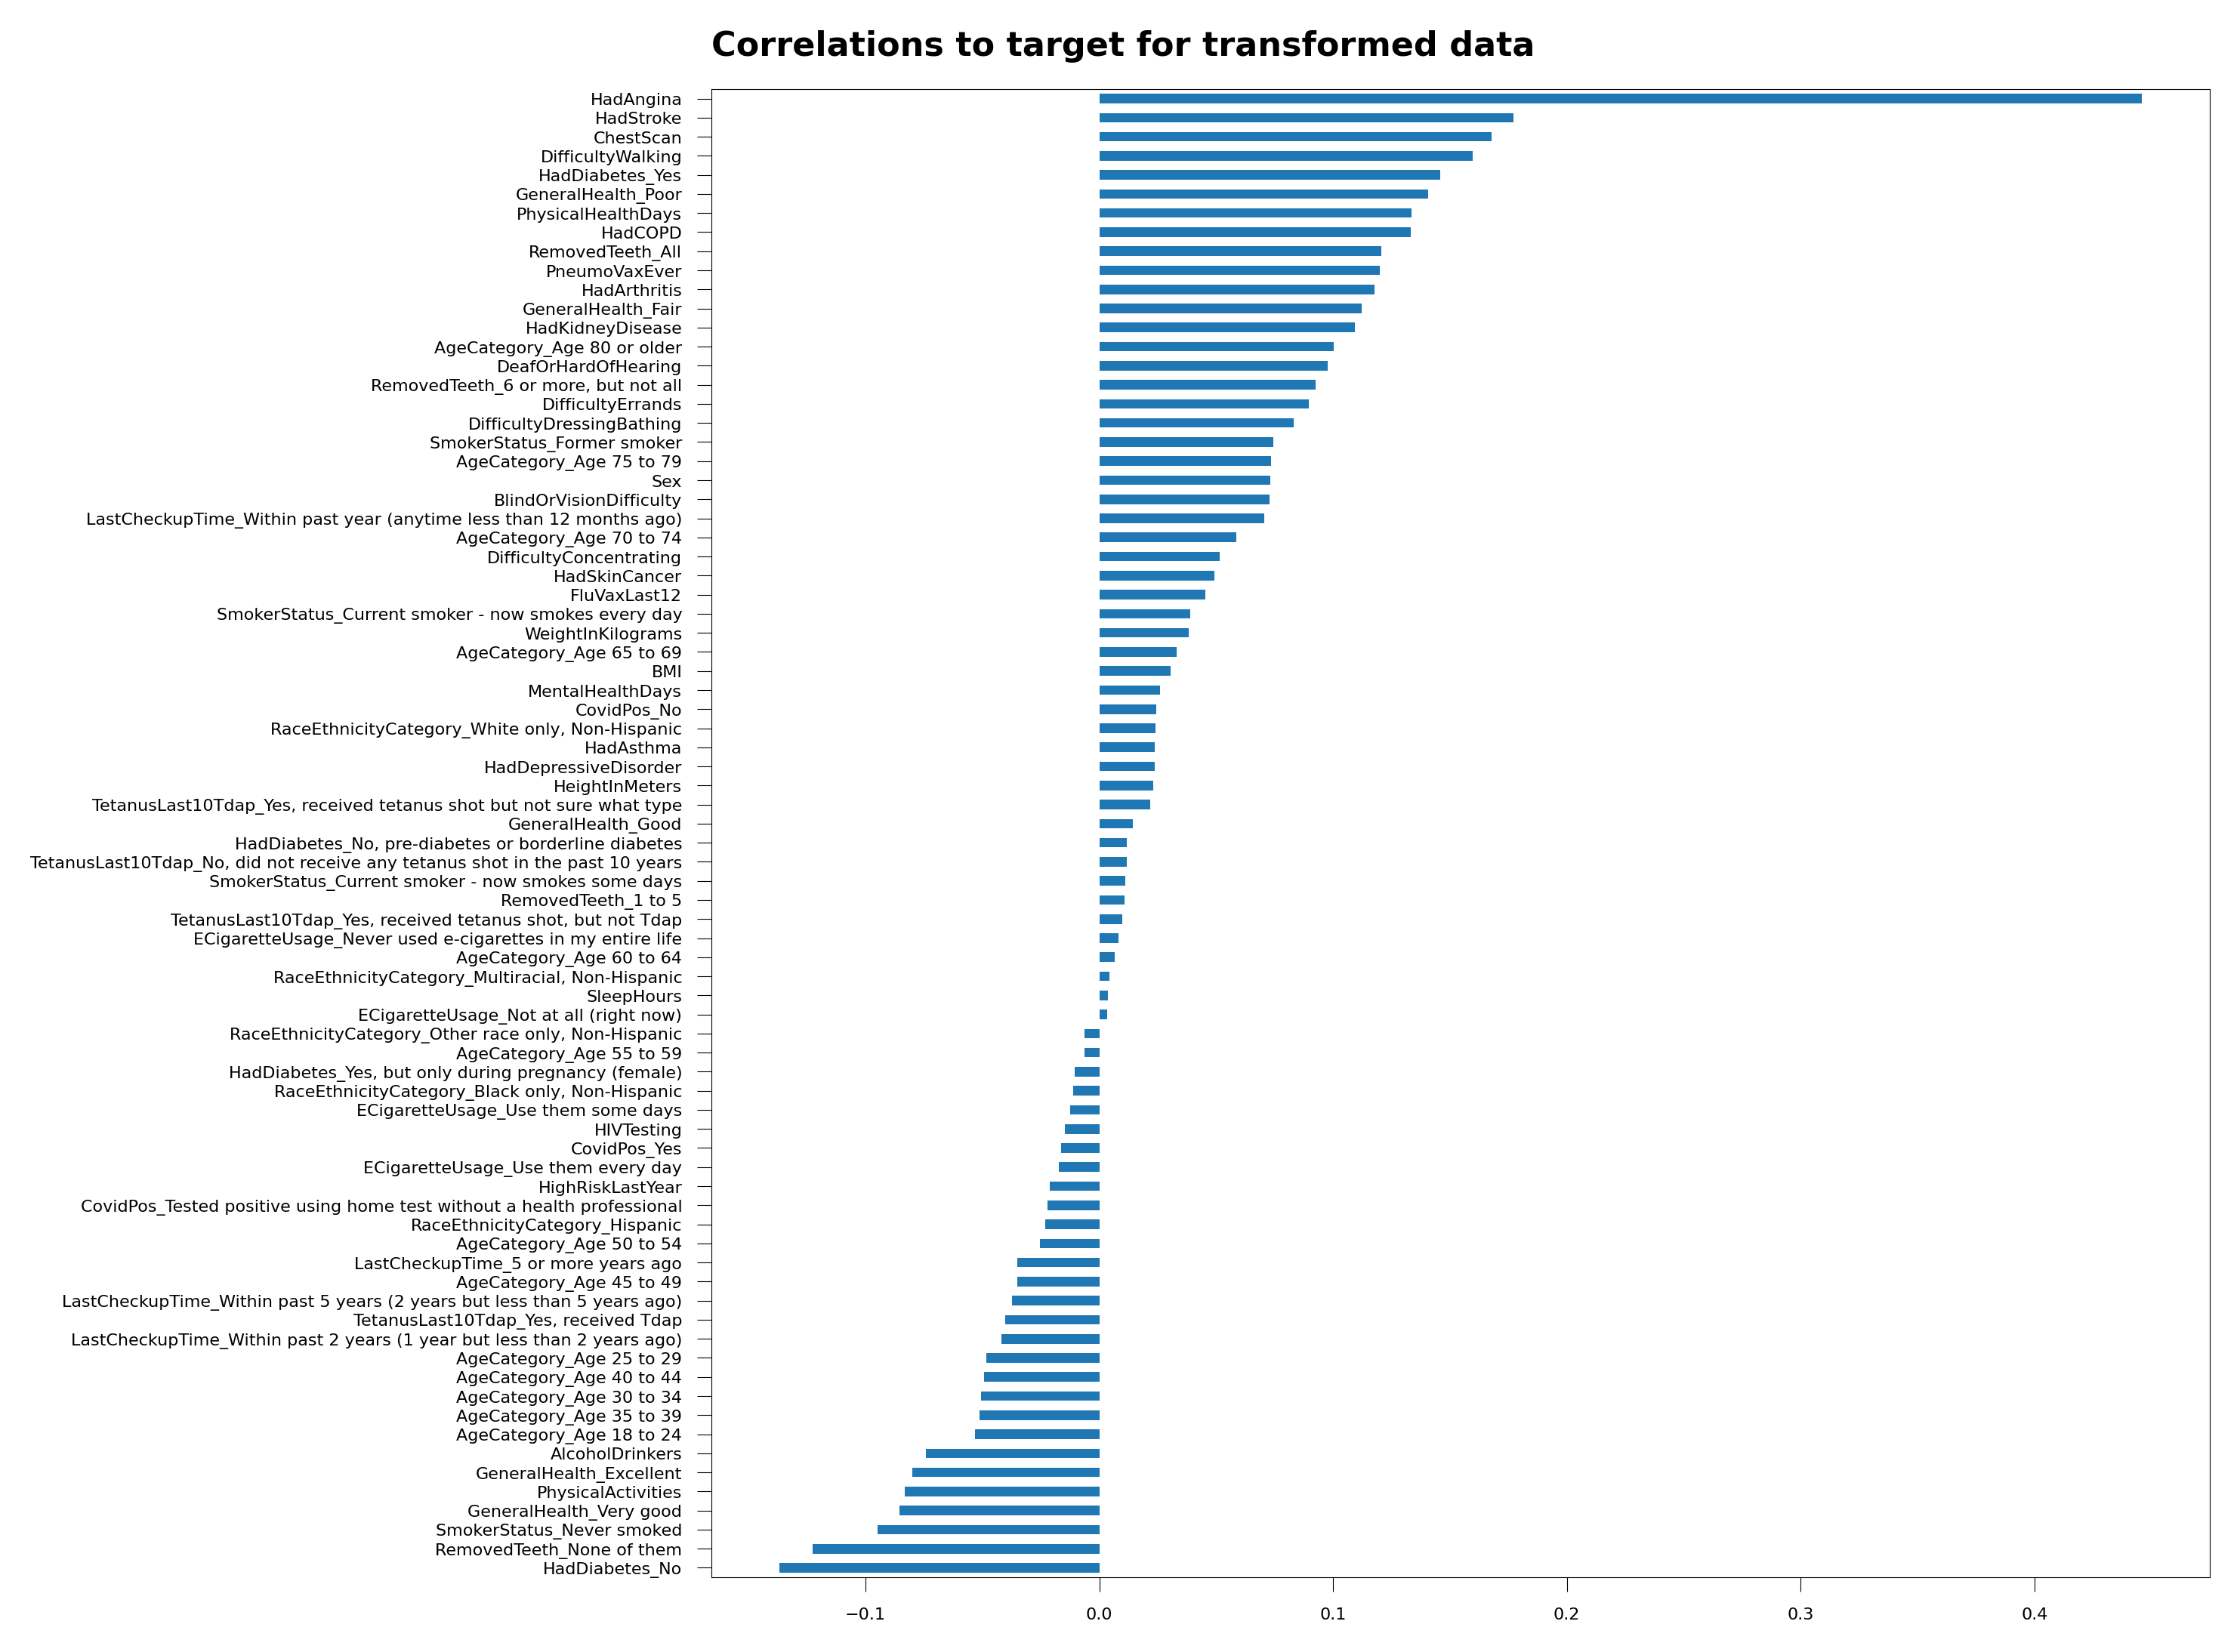 Correlations to target for transformed data
HadAngina
HadStroke
ChestScan
DifficultyWalking
HadDiabetes_Yes
GeneralHealth_Poor
PhysicalHealthDays
HadCOPD
RemovedTeeth_All
PneumoVaxEver
HadArthritis
GeneralHealth_Fair
HadKidneyDisease
AgeCategory_Age 80 or older
DeafOrHardOfHearing
RemovedTeeth_6 or more, but not all
DifficultyErrands
DifficultyDressingBathing
SmokerStatus_Former smoker
AgeCategory_Age 75 to 79
Sex
BlindOrVisionDifficulty
LastCheckupTime_Within past year (anytime less than 12 months ago)
AgeCategory_Age 70 to 74
DifficultyConcentrating
HadSkinCancer
FluVaxLast12
SmokerStatus_Current smoker - now smokes every day
WeightInKilograms
AgeCategory_Age 65 to 69
BMI
MentalHealthDays
CovidPos_No
RaceEthnicityCategory_White only, Non-Hispanic
HadAsthma
HadDepressiveDisorder
HeightInMeters
TetanusLast10Tdap_Yes, received tetanus shot but not sure what type
GeneralHealth_Good
HadDiabetes_No, pre-diabetes or borderline diabetes
TetanusLast10Tdap_No, did not receive any tetanus shot in the past 10 years
SmokerStatus_Current smoker - now smokes some days
RemovedTeeth_1 to 5
TetanusLast10Tdap_Yes, received tetanus shot, but not Tdap
ECigaretteUsage_Never used e-cigarettes in my entire life
AgeCategory_Age 60 to 64
RaceEthnicityCategory_Multiracial, Non-Hispanic
SleepHours
ECigaretteUsage_Not at all (right now)
RaceEthnicityCategory_Other race only, Non-Hispanic
AgeCategory_Age 55 to 59
HadDiabetes_Yes, but only during pregnancy (female)
RaceEthnicityCategory_Black only, Non-Hispanic
ECigaretteUsage_Use them some days
HIVTesting
CovidPos_Yes
ECigaretteUsage_Use them every day
HighRiskLastYear
CovidPos_Tested positive using home test without a health professional
RaceEthnicityCategory_Hispanic
AgeCategory_Age 50 to 54
LastCheckupTime_5 or more years ago
AgeCategory_Age 45 to 49
LastCheckupTime_Within past 5 years (2 years but less than 5 years ago)
TetanusLast10Tdap_Yes, received Tdap
LastCheckupTime_Within past 2 years (1 year but less than 2 years ago)
AgeCategory_Age 25 to 29
AgeCategory_Age 40 to 44
AgeCategory_Age 30 to 34
AgeCategory_Age 35 to 39
AgeCategory_Age 18 to 24
AlcoholDrinkers
GeneralHealth_Excellent
PhysicalActivities
GeneralHealth_Very good
SmokerStatus_Never smoked
RemovedTeeth_None of them
HadDiabetes_No
−0.1 0.0 0.1 0.2 0.3 0.4